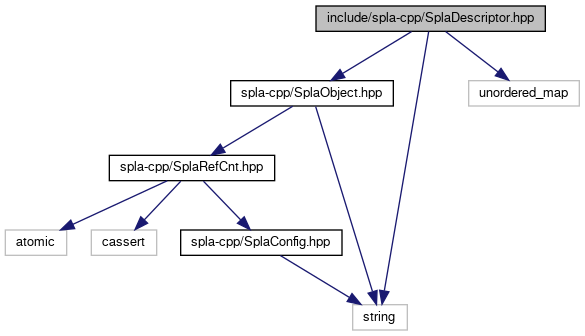 include/spla-cpp/SplaDescriptor.hpp
spla-cpp/SplaObject.hpp
unordered_map
spla-cpp/SplaRefCnt.hpp
atomic
cassert
spla-cpp/SplaConfig.hpp
string